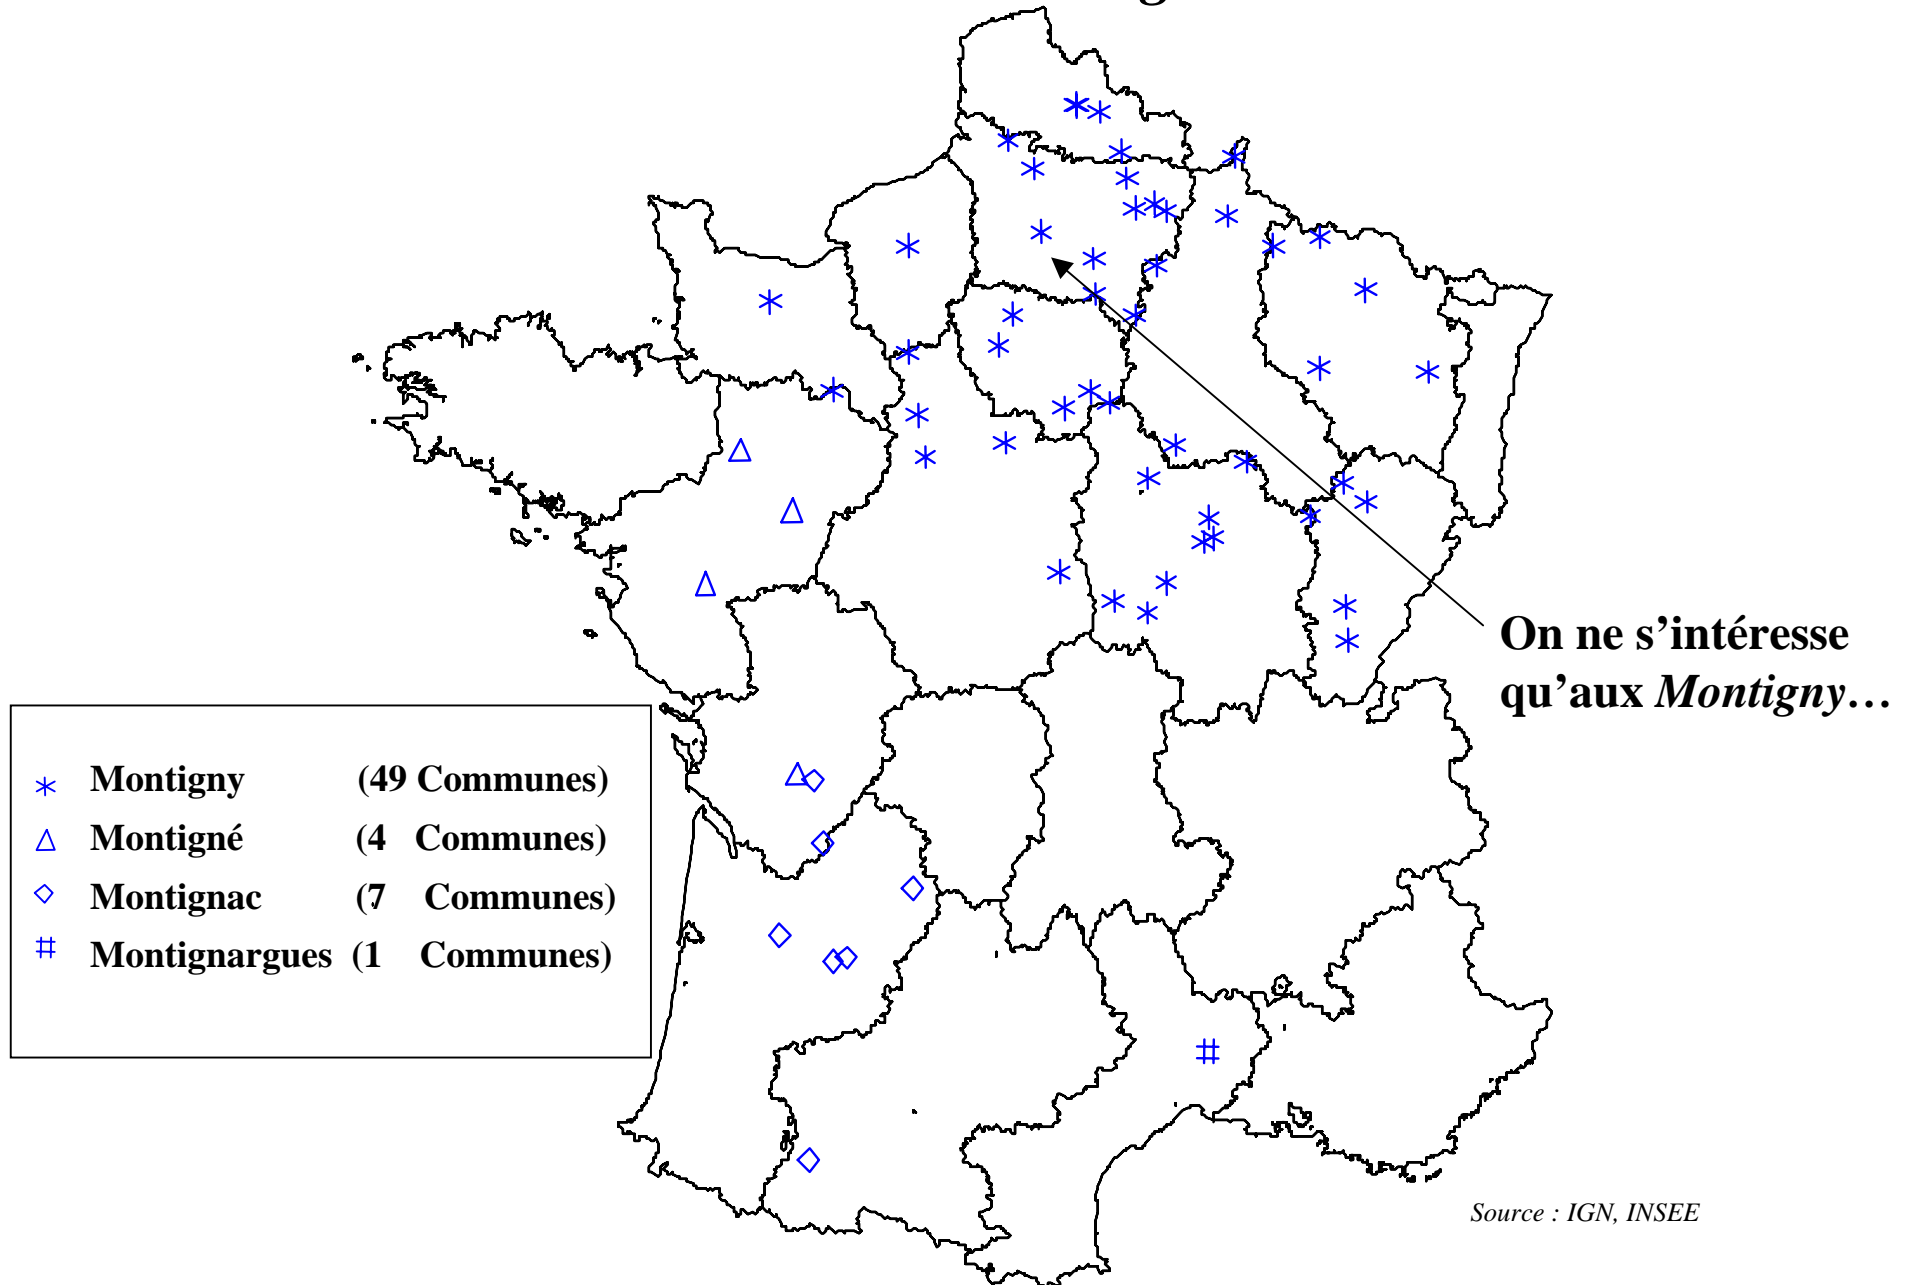 Montigny (49 Communes)
Montigné (4 Communes)
Montignac (7 Communes)
Montignargues (1 Communes)
On ne s’intéresse
qu’aux Montigny…
Source : IGN, INSEE